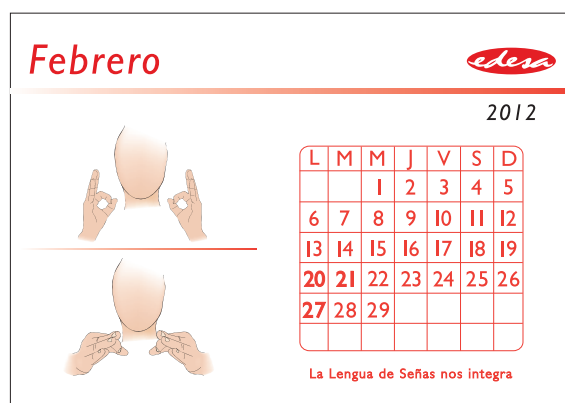 Febrero
edesa
2012
L M M J V S D
1 2 3 4 5
6 7 8 9 10 11 12
13 14 15 16 17 18 19
20 21 22 23 24 25 26
27 28 29
La Lengua de Señas nos integra